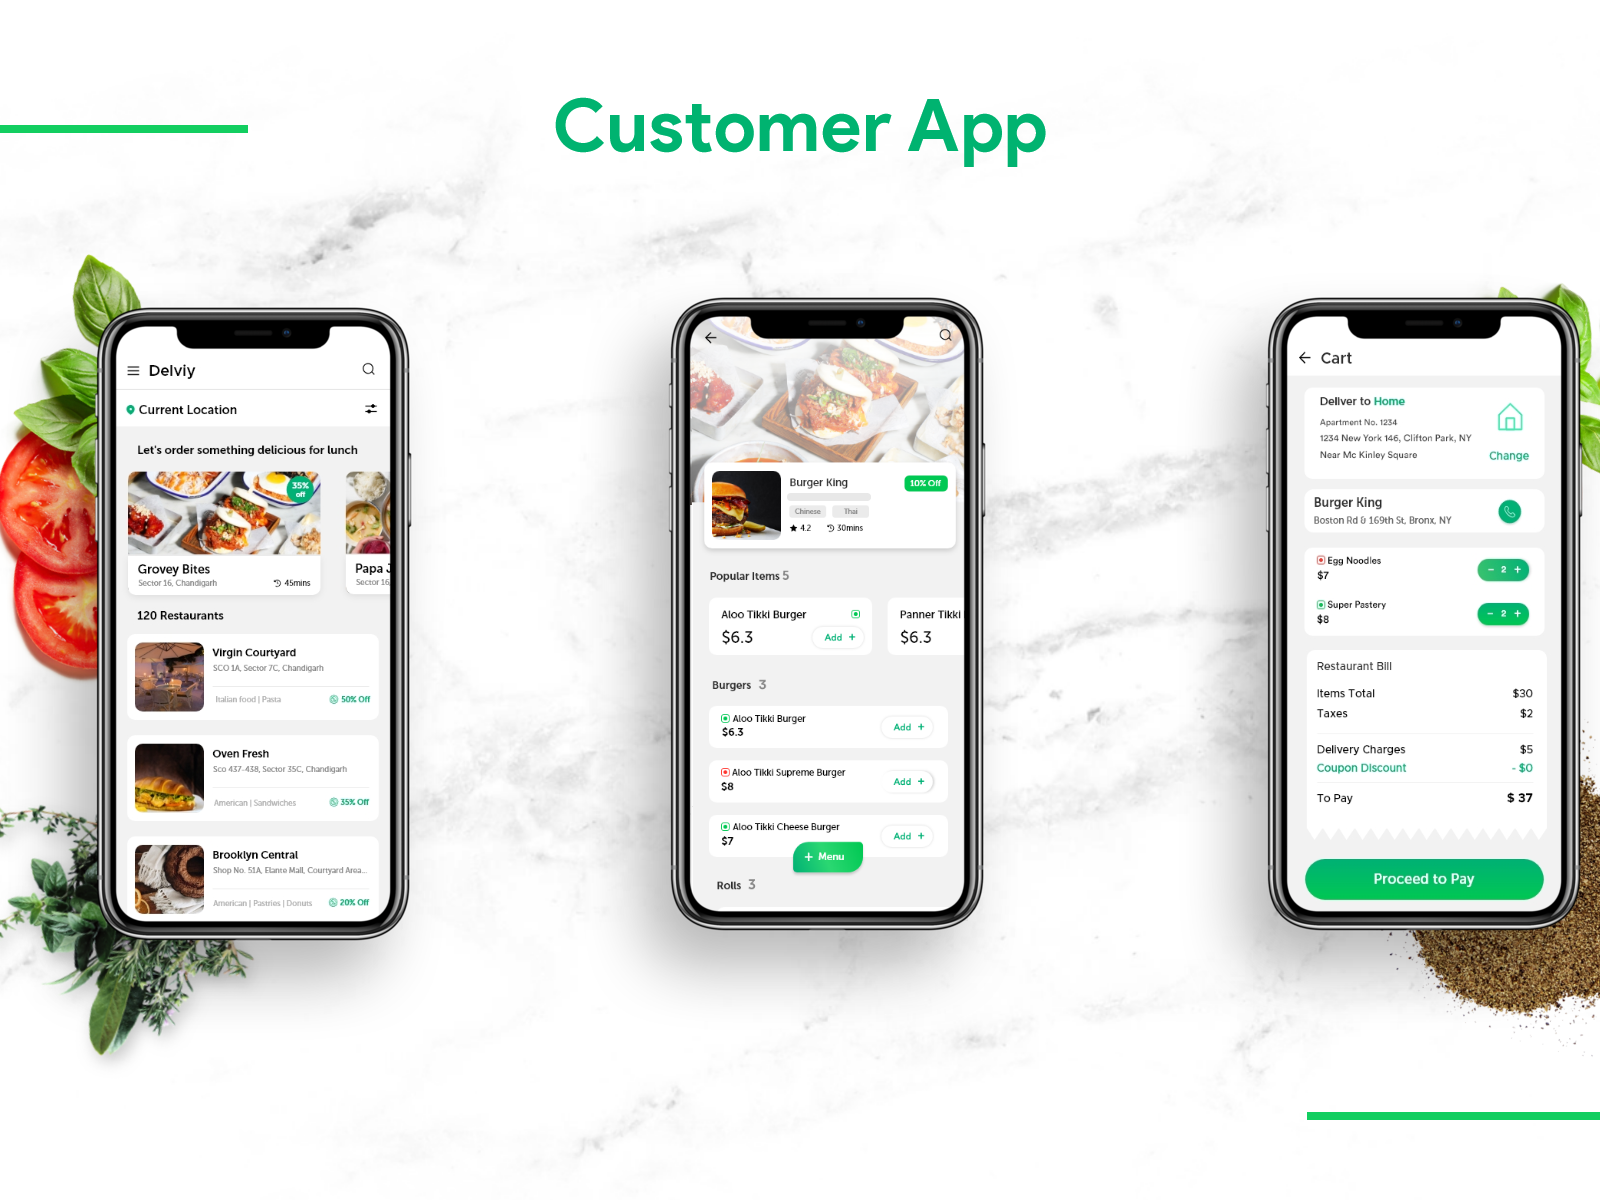 Customer App
Delviy
Current Location
Let's order something delicious for lunch
35%
off
Grovey Bites
Sector 16, Chandigarh
45mins
Papa J
Sector 16,
120 Restaurants
Virgin Courtyard
SCO 1A, Sector 7C, Chandigarh
Italian food | Pasta
50% Off
Oven Fresh
Sco 437-438, Sector 35C, Chandigarh
American | Sandwiches
35% Off
Brooklyn Central
Shop No. 51A, Elante Mall, Courtyard Area...
American | Pastries | Donuts
20% Off
Burger King
10% Off
Chinese
Thai
4.2
30mins
Popular Items 5
Aloo Tikki Burger
$6.3
Add +
Panner Tikki
$6.3
Burgers 3
Aloo Tikki Burger
$6.3
Add +
Aloo Tikki Supreme Burger
$8
Add +
Aloo Tikki Cheese Burger
$7
Add +
+ Menu
Rolls 3
Cart
Deliver to Home
Apartment No. 1234
1234 New York 146, Clifton Park, NY
Near Mc Kinley Square
Change
Burger King
Boston Rd & 169th St, Bronx, NY
Egg Noodles
$7
- 2 +
Super Pastery
$8
- 2 +
Restaurant Bill
Items Total $30
Taxes $2
Delivery Charges $5
Coupon Discount - $0
To Pay $ 37
Proceed to Pay